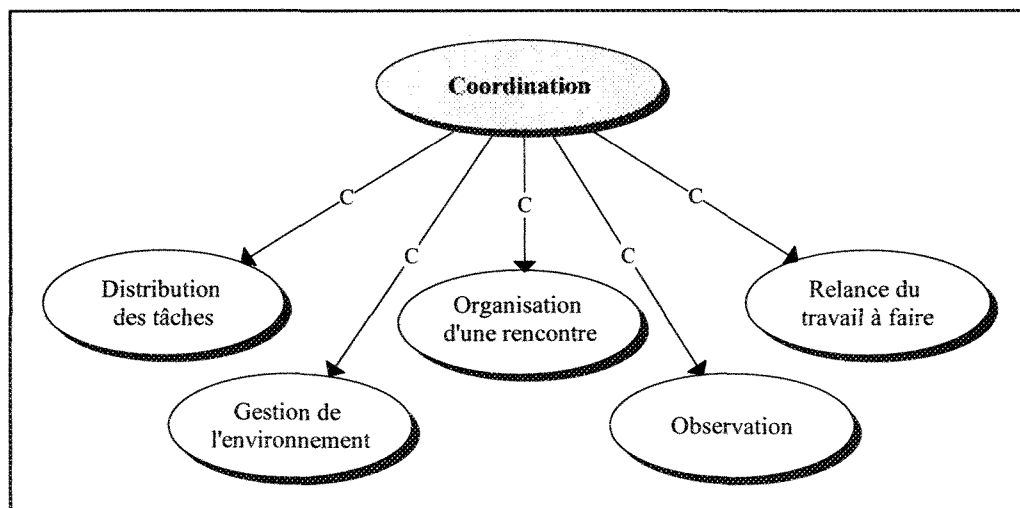 Coordination
C
C
C
C
C
Distribution
des tâches
Organisation
d'une rencontre
Relance du
travail à faire
Gestion de
l'environnement
Observation